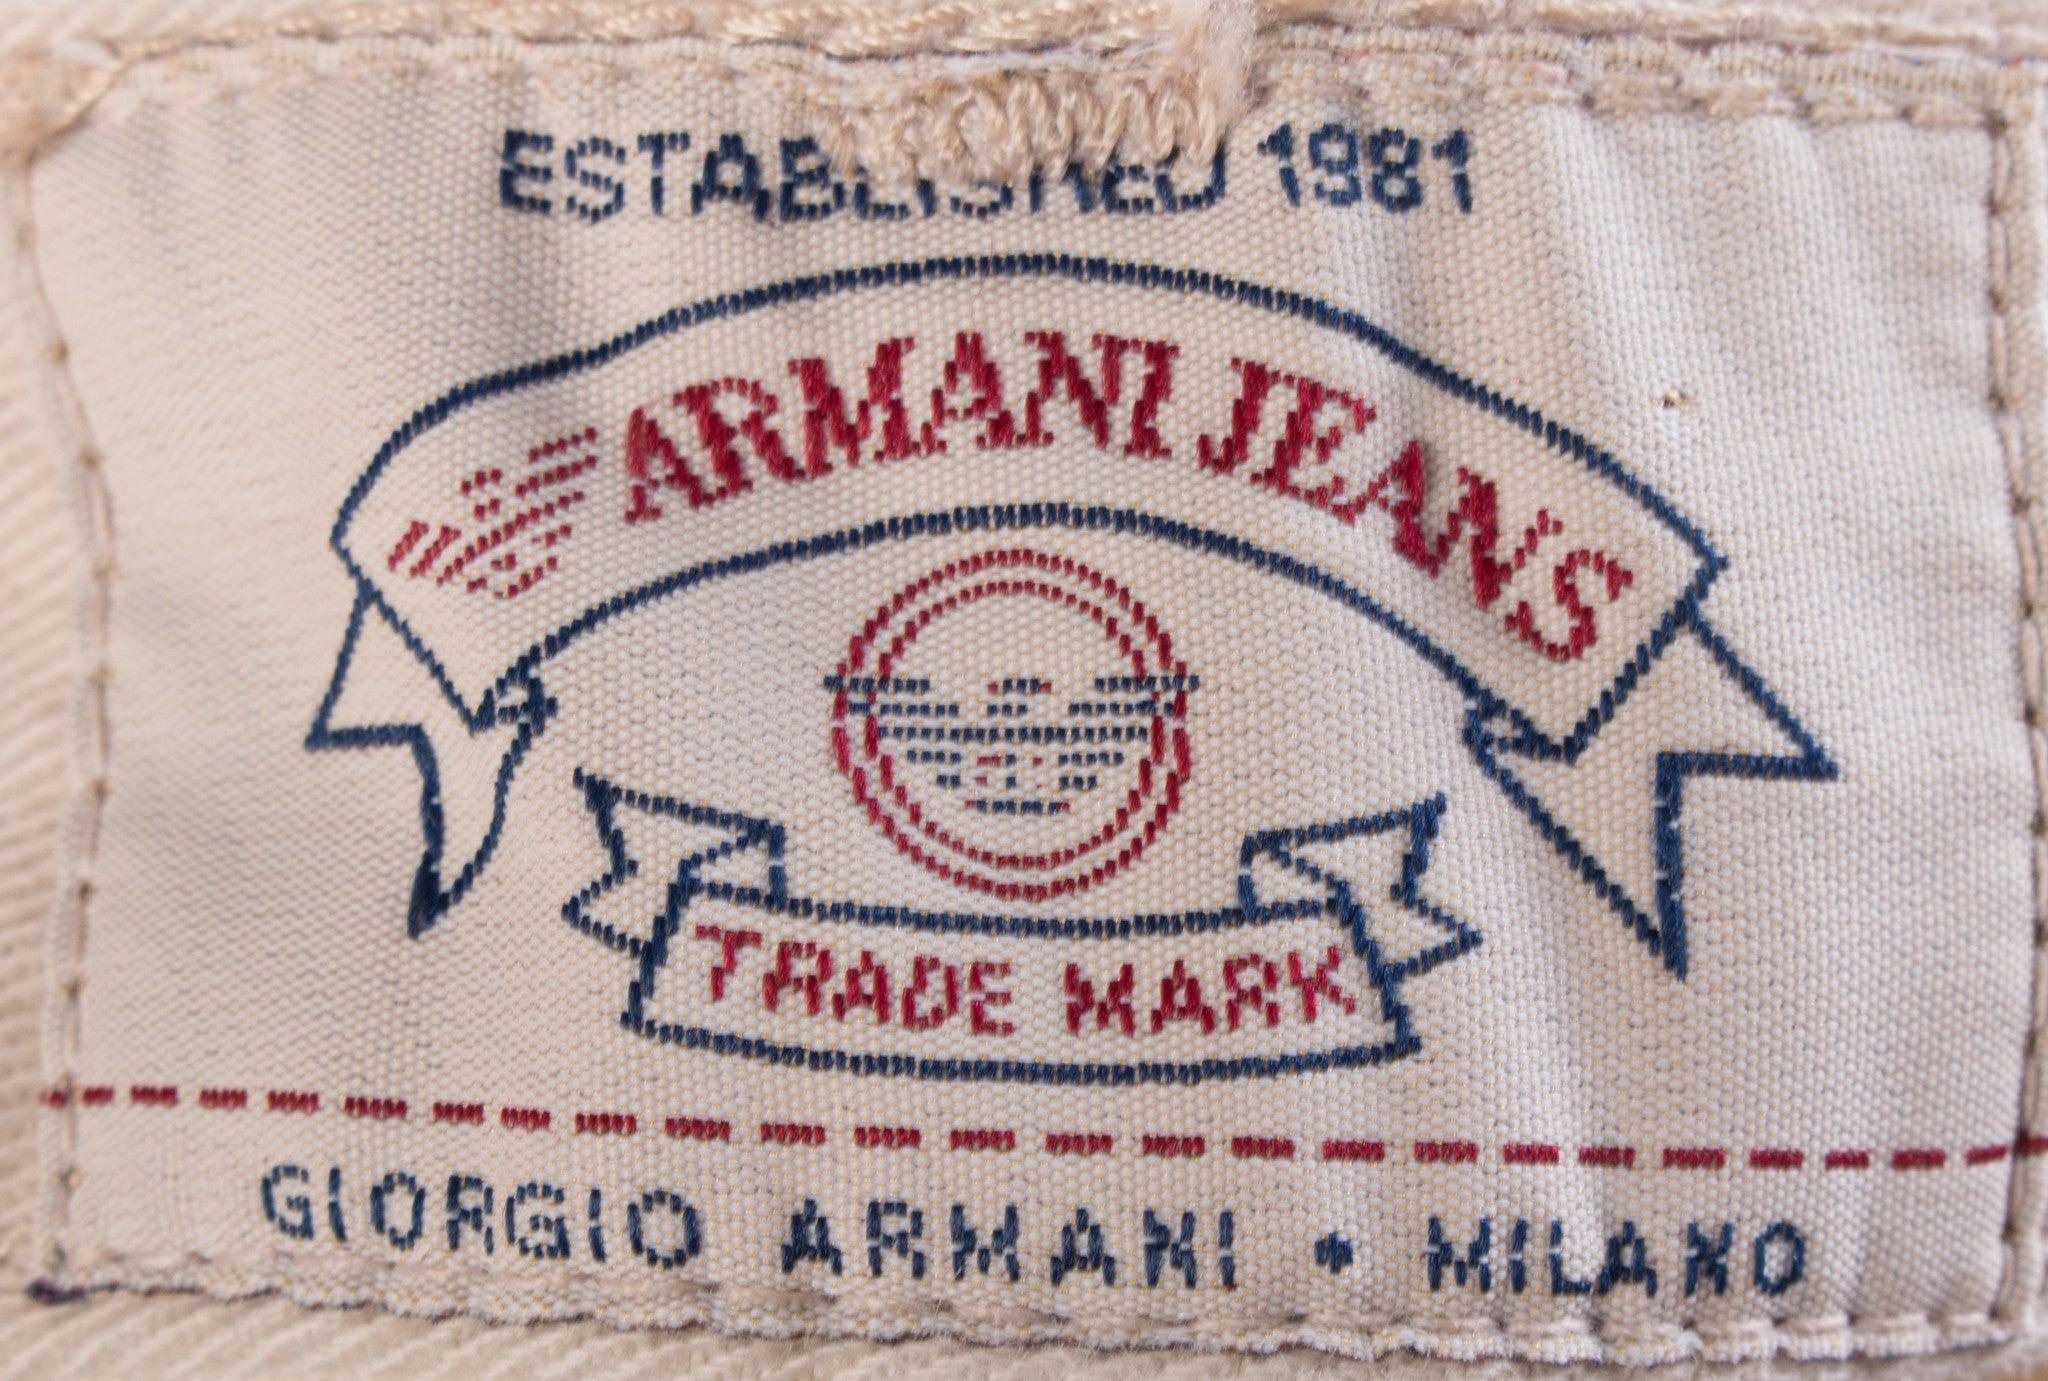 ESTABLISHED 1981
ARMANI JEANS
TRADE MARK
GIORGIO ARMANI • MILANO